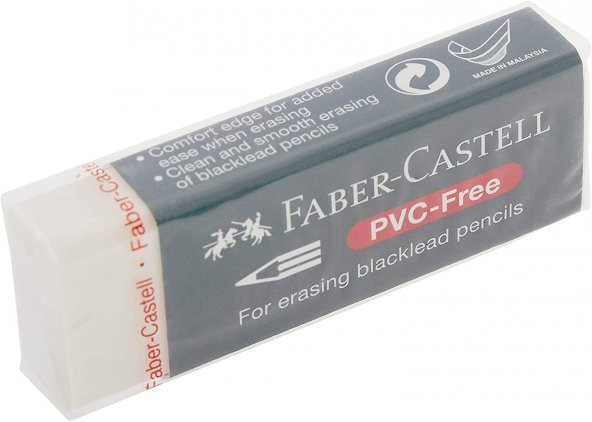 • Comfort edge for added
ease when erasing
• Clean and smooth erasing
of blacklead pencils
MADE IN MALAYSIA
FABER-CASTELL
PVC-Free
For erasing blacklead pencils
Faber-Castell • Faber-Castell